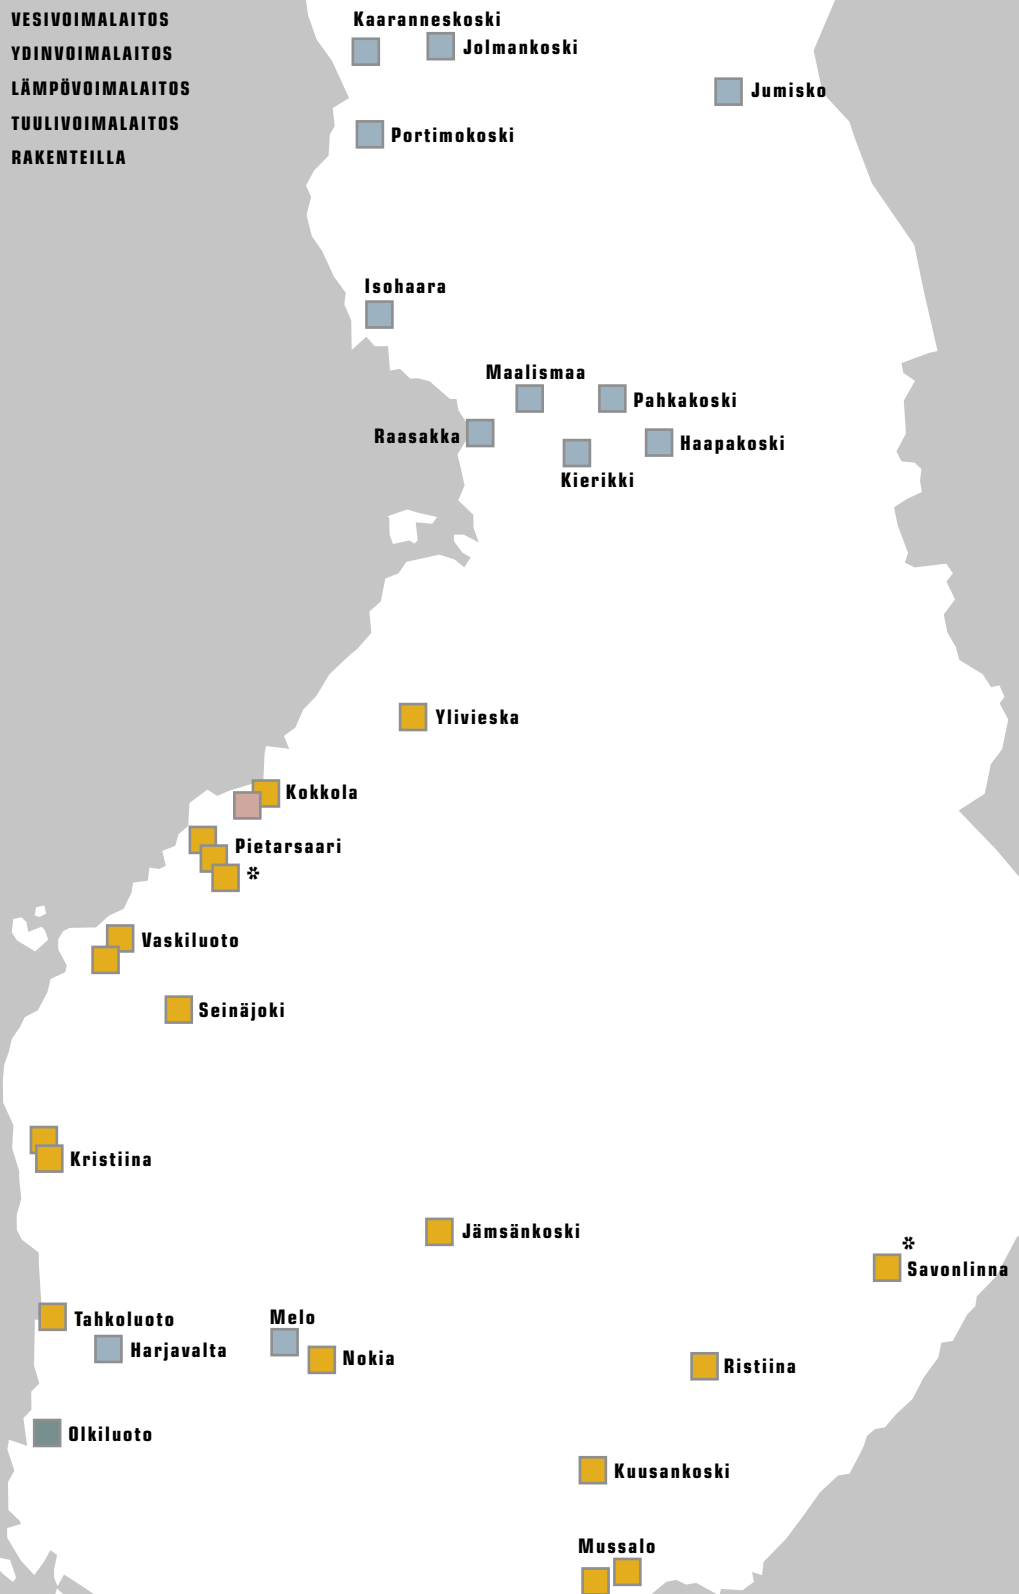 VESIVOIMALAITOS
YDINVOIMALAITOS
LÄMPÖVOIMALAITOS
TUULIVOIMALAITOS
RAKENTEILLA
Kaaranneskoski
Jolmankoski
Jumisko
Portimokoski
Isohaara
Maalismaa
Pahkakoski
Raasakka
Haapakoski
Kierikki
Ylivieska
Kokkola
Pietarsaari
*
Vaskiluoto
Seinäjoki
Kristiina
Jämsänkoski
*
Savonlinna
Tahkoluoto
Melo
Harjavalta
Nokia
Ristiina
Olkiluoto
Kuusankoski
Mussalo